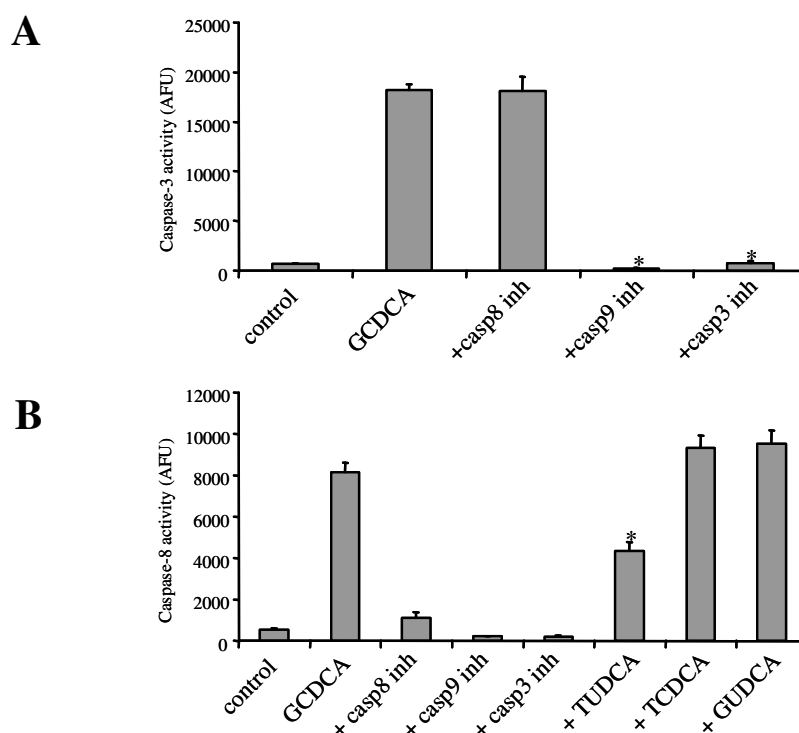 A
Caspase-3 activity (AFU)
25000
20000
15000
10000
5000
0
*
*
control
GCDCA
+casp8 inh
+casp9 inh
+casp3 inh
B
Caspase-8 activity (AFU)
12000
10000
8000
6000
4000
2000
0
*
control
GCDCA
+ casp8 inh
+ casp9 inh
+ casp3 inh
+ TUDCA
+ TCDCA
+ GUDCA